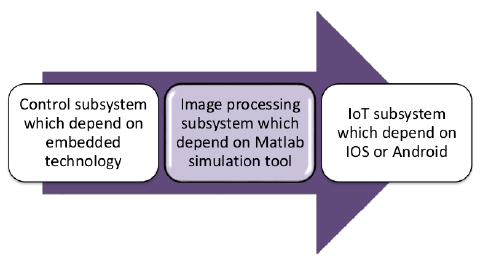 Control subsystem
which depend on
embedded
technology
Image processing
subsystem which
depend on Matlab
simulation tool
IoT subsystem
which depend on
IOS or Android